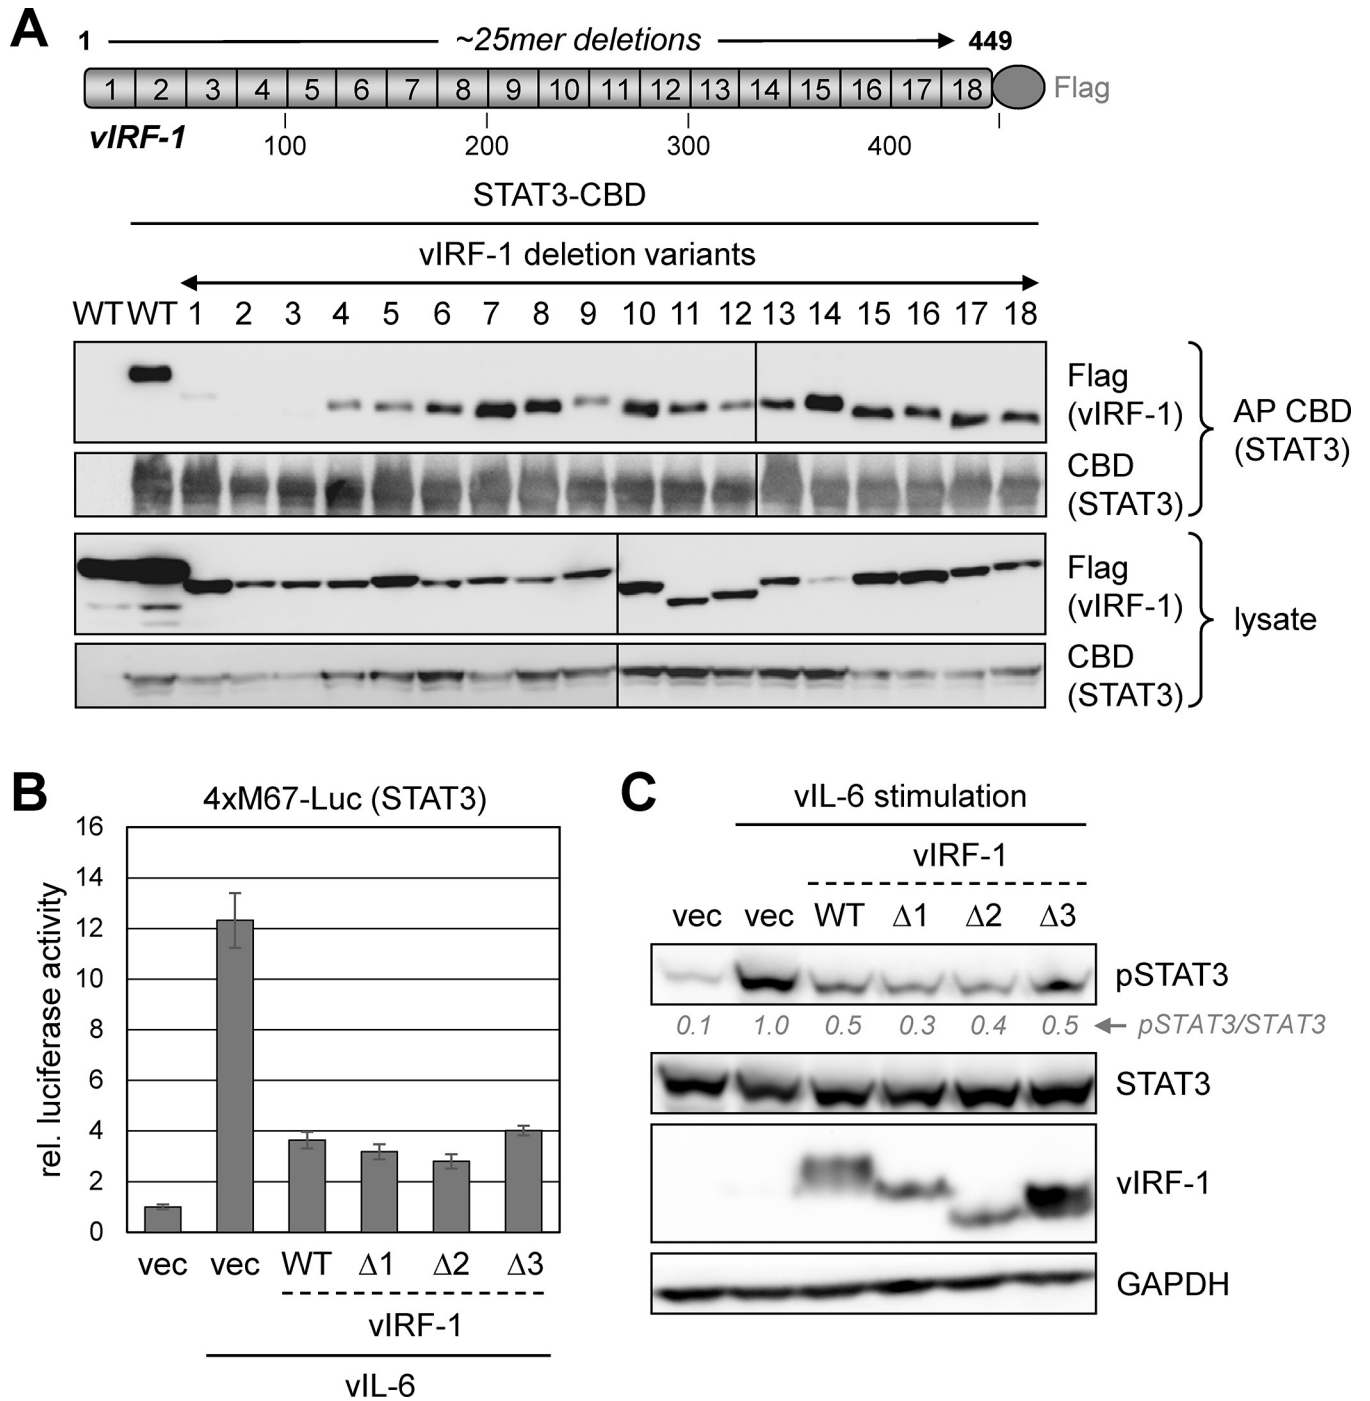 A
1 ~25mer deletions 449
1 2 3 4 5 6 7 8 9 10 11 12 13 14 15 16 17 18 Flag
vIRF-1
100 200 300 400
STAT3-CBD
vIRF-1 deletion variants
WT WT 1 2 3 4 5 6 7 8 9 10 11 12 13 14 15 16 17 18
Flag
(vIRF-1)
CBD
(STAT3)
AP CBD
(STAT3)
Flag
(vIRF-1)
CBD
(STAT3)
lysate
B
4xM67-Luc (STAT3)
rel. luciferase activity
16
14
12
10
8
6
4
2
0
vec vec WT Δ1 Δ2 Δ3
vIRF-1
vIL-6
C
vIL-6 stimulation
vIRF-1
vec vec WT Δ1 Δ2 Δ3
pSTAT3
0.1 1.0 0.5 0.3 0.4 0.5 pSTAT3/STAT3
STAT3
vIRF-1
GAPDH